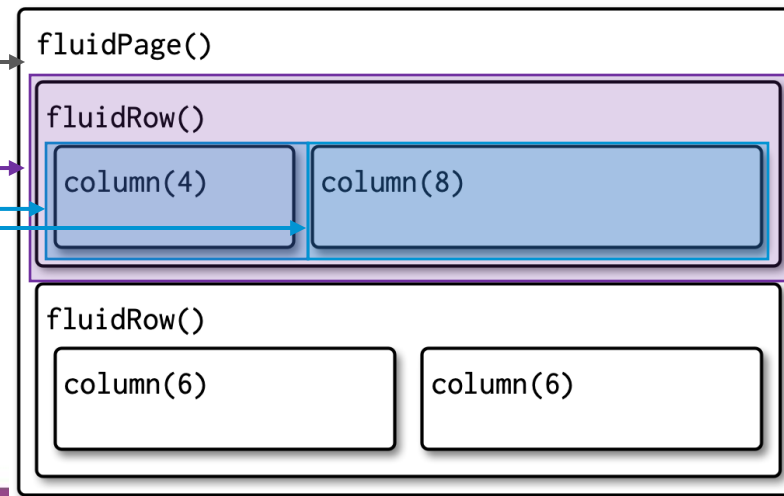 fluidPage()
fluidRow()
column(4) column(8)
fluidRow()
column(6) column(6)